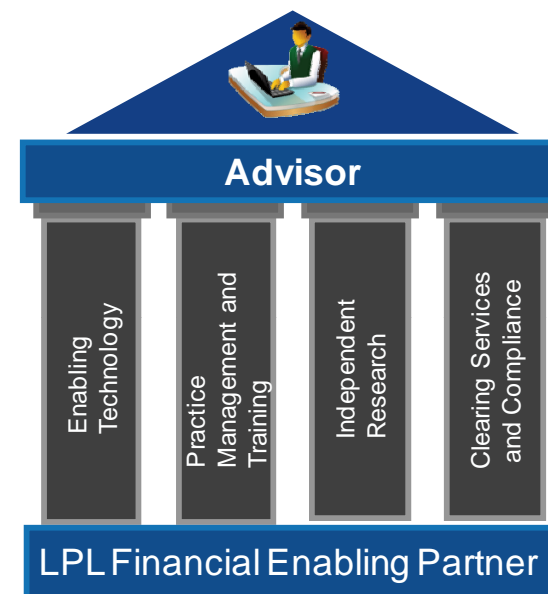 Advisor
Enabling
Technology
Practice
Management and
Training
Independent
Research
Clearing Services
and Compliance
LPL Financial Enabling Partner